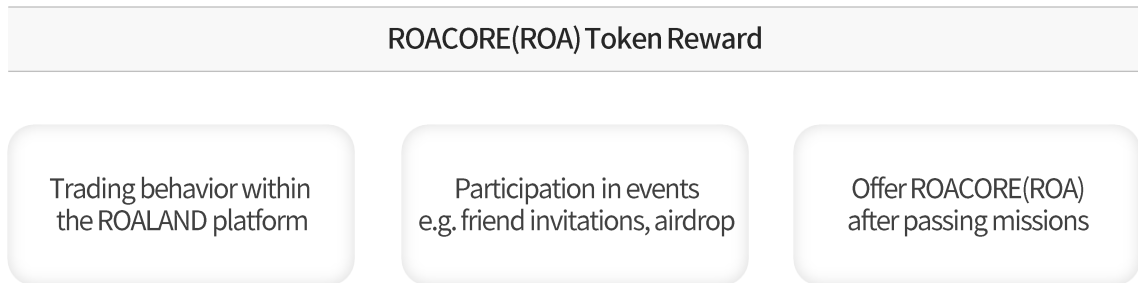 ROACORE(ROA) Token Reward
Trading behavior within
the ROALAND platform
Participation in events
e.g. friend invitations, airdrop
Offer ROACORE(ROA)
after passing missions